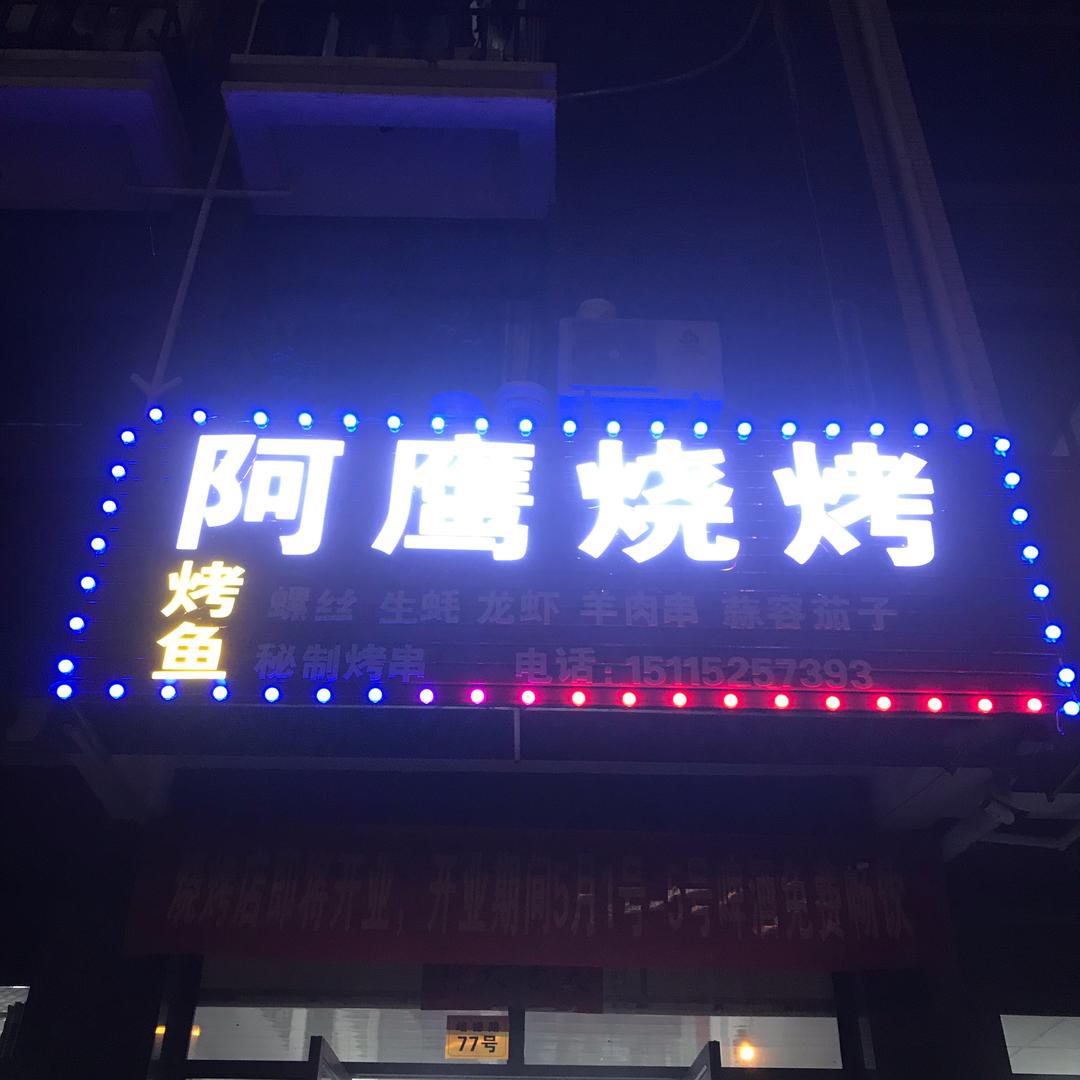 阿鹰烧烤
烤鱼
螺丝 生蚝 龙虾 羊肉串 蒜容茄子
秘制烤串 电话:15115257393
烧烤店即将开业，开业期间5月1号-5号啤酒免费畅饮
77号